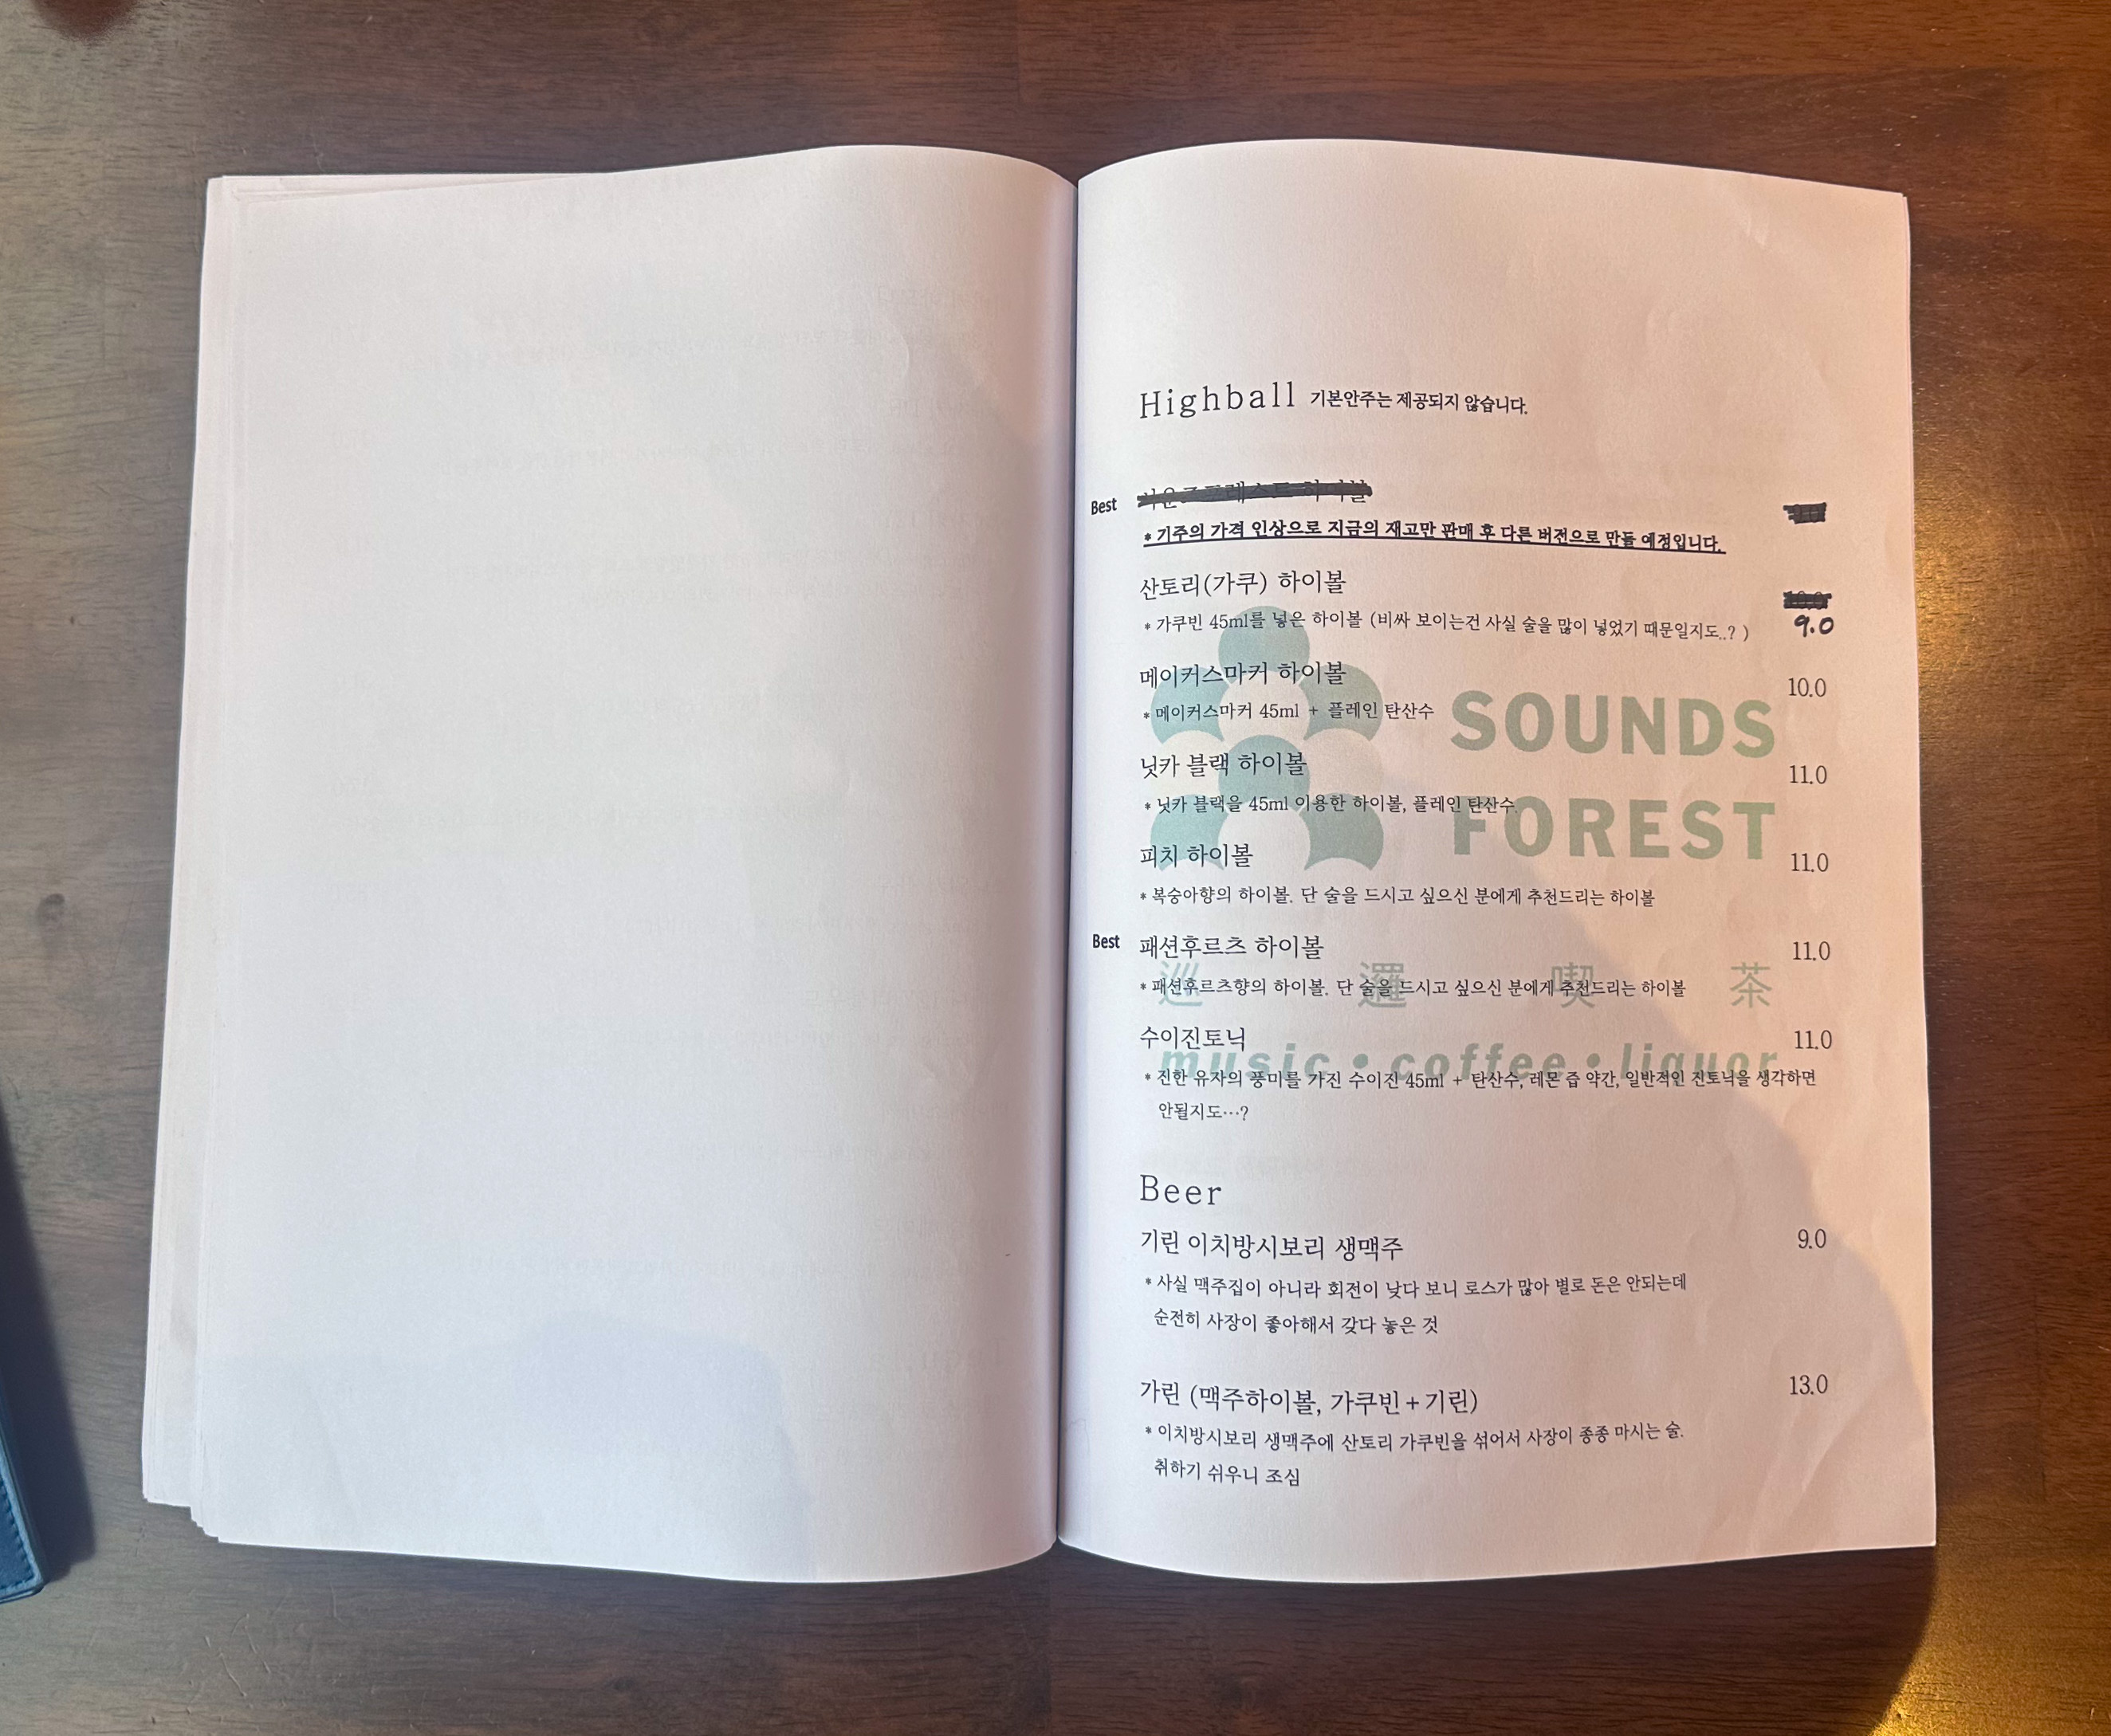 Highball 기본안주는 제공되지 않습니다.
Best
* 기주의 가격 인상으로 지금의 재고만 판매 후 다른 버전으로 만들 예정입니다.
산토리(가쿠) 하이볼
* 가쿠빈 45ml를 넣은 하이볼 (비싸 보이는건 사실 술을 많이 넣었기 때문일지도..? )
9.0
메이커스마커 하이볼 10.0
* 메이커스마커 45ml + 플레인 탄산수
닛카 블랙 하이볼 11.0
* 닛카 블랙을 45ml 이용한 하이볼, 플레인 탄산수.
피치 하이볼 11.0
* 복숭아향의 하이볼. 단 술을 드시고 싶으신 분에게 추천드리는 하이볼
Best 패션후르츠 하이볼 11.0
* 패션후르츠향의 하이볼. 단 술을 드시고 싶으신 분에게 추천드리는 하이볼
수이진토닉 11.0
* 진한 유자의 풍미를 가진 수이진 45ml + 탄산수, 레몬 즙 약간, 일반적인 진토닉을 생각하면
안될지도…?
Beer
기린 이치방시보리 생맥주 9.0
* 사실 맥주집이 아니라 회전이 낮다 보니 로스가 많아 별로 돈은 안되는데
순전히 사장이 좋아해서 갖다 놓은 것
가린 (맥주하이볼, 가쿠빈+기린) 13.0
* 이치방시보리 생맥주에 산토리 가쿠빈을 섞어서 사장이 종종 마시는 술.
취하기 쉬우니 조심
SOUNDS
FOREST
巡邏喫茶
music・coffee・liquor